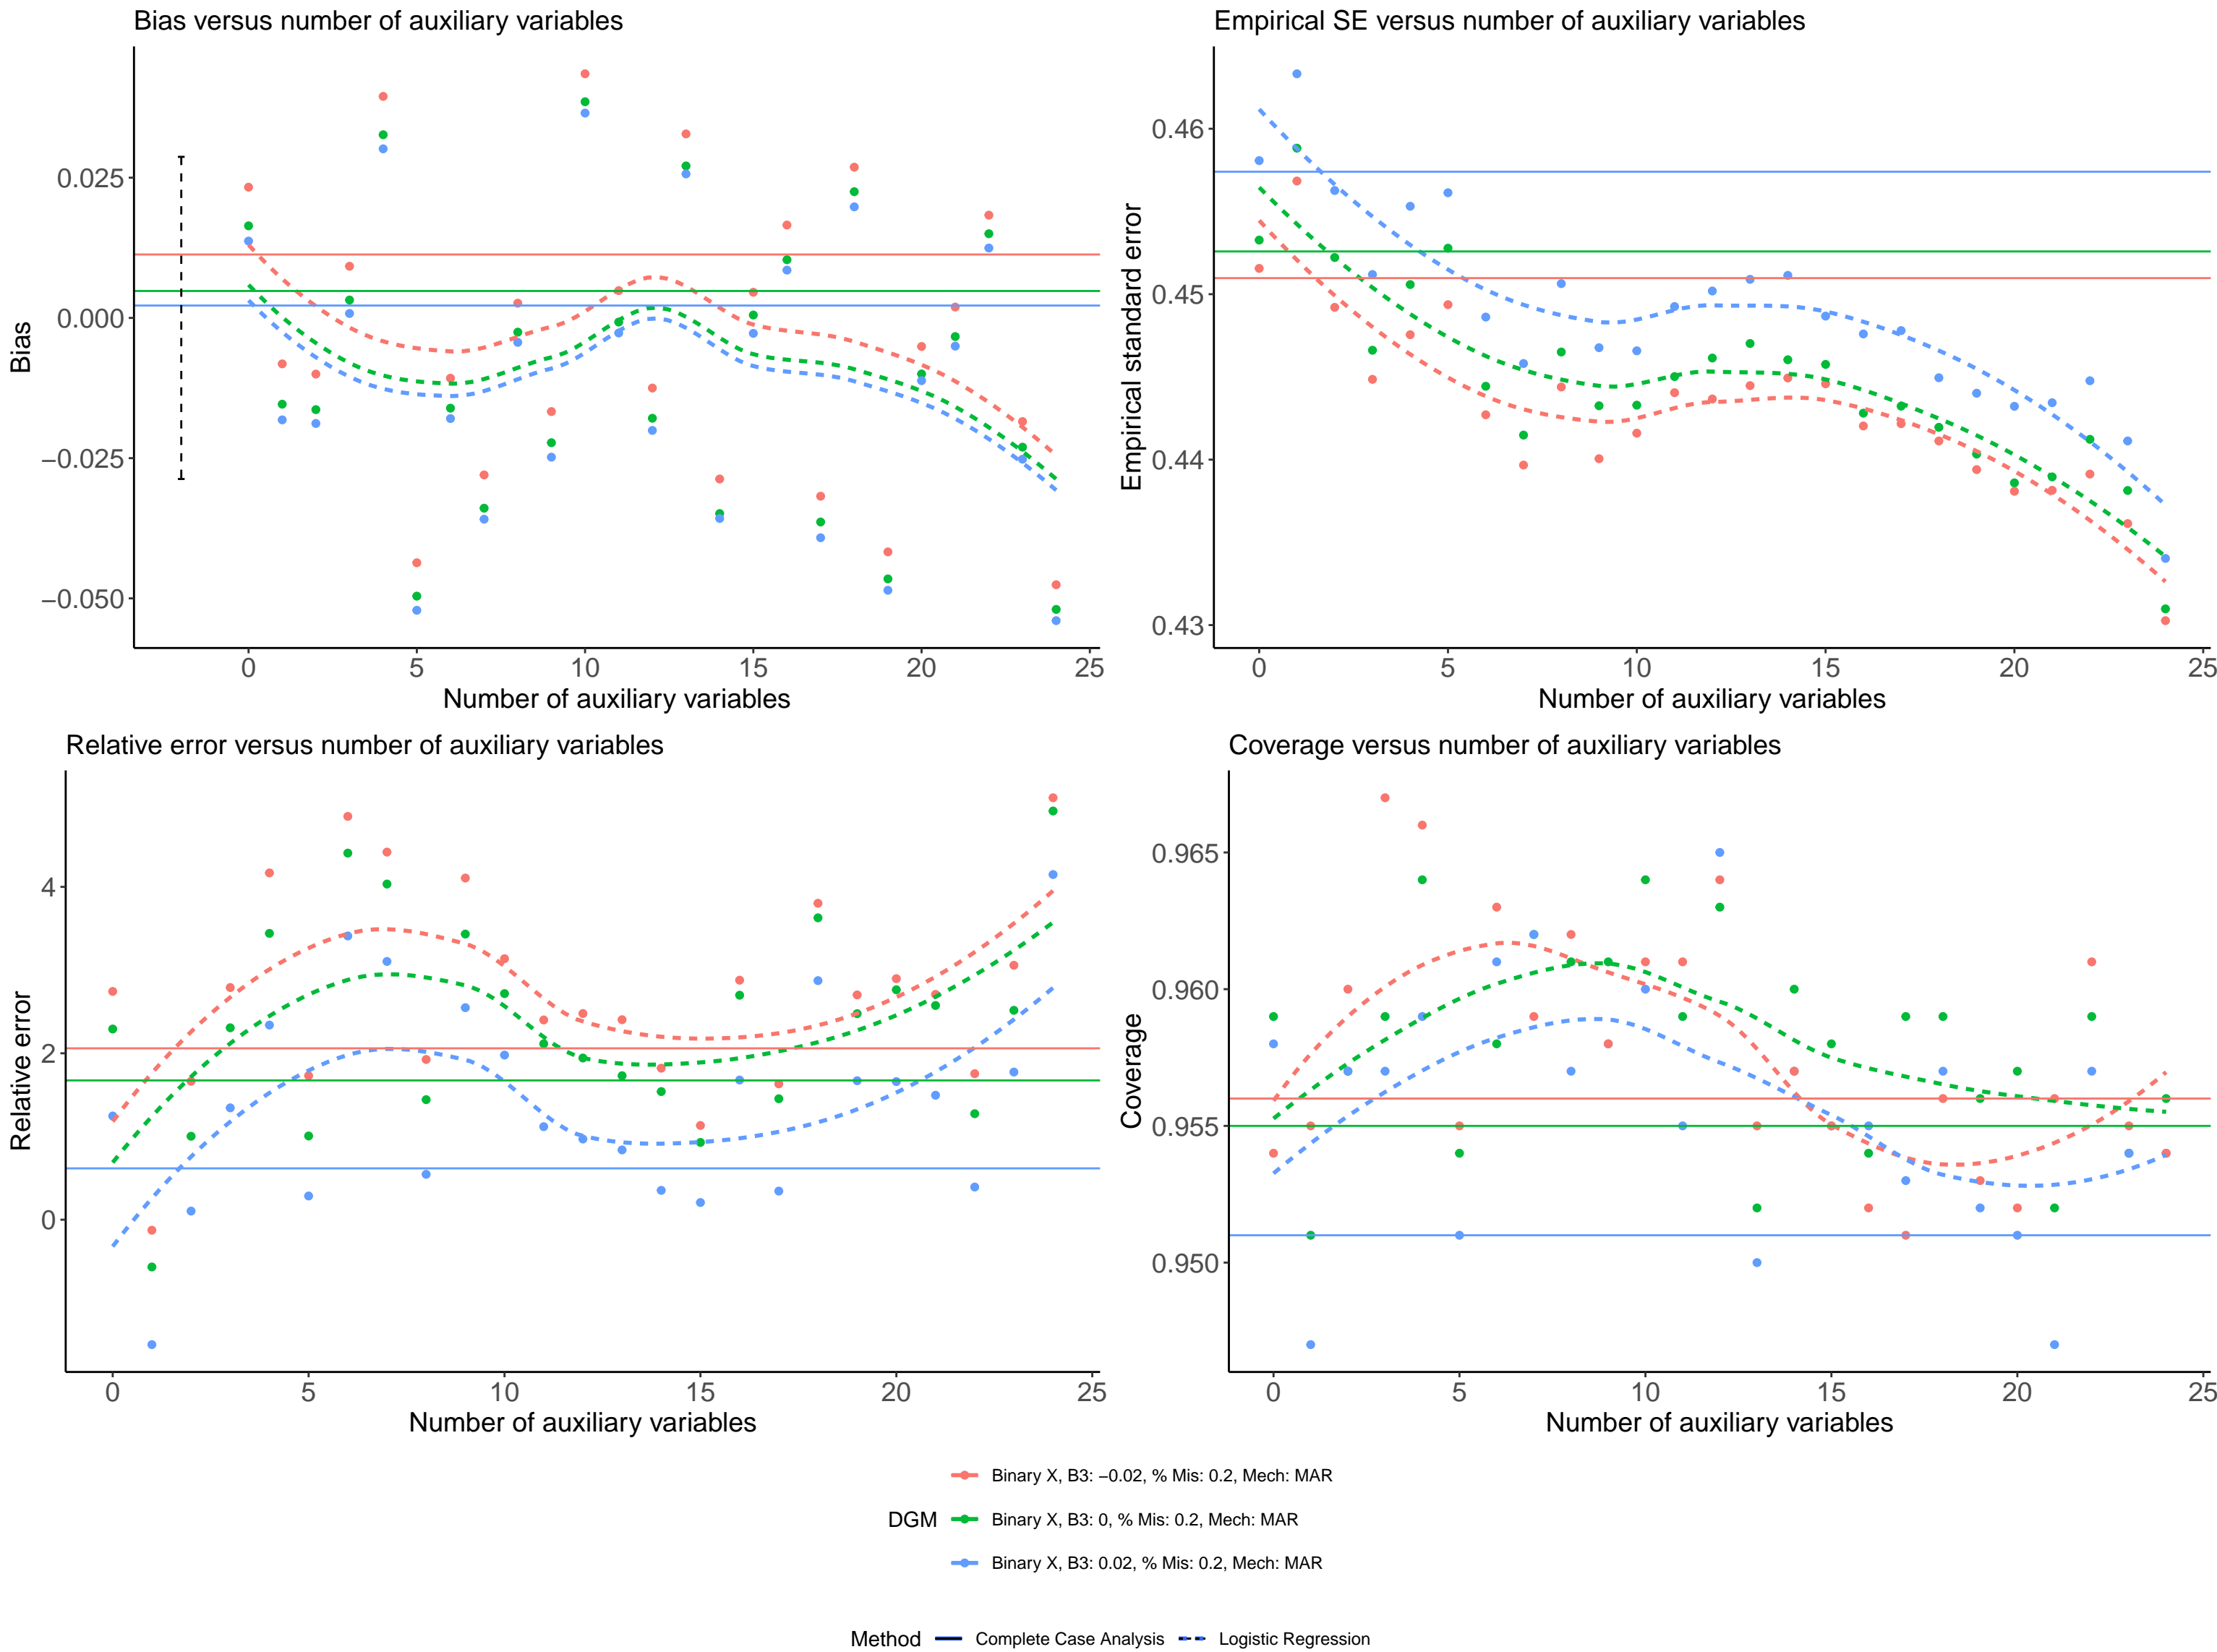 Bias versus number of auxiliary variables
Bias
0.025
0.000
−0.025
−0.050
0 5 10 15 20 25
Number of auxiliary variables
Empirical SE versus number of auxiliary variables
Empirical standard error
0.46
0.45
0.44
0.43
0 5 10 15 20 25
Number of auxiliary variables
Relative error versus number of auxiliary variables
Relative error
4
2
0
0 5 10 15 20 25
Number of auxiliary variables
Coverage versus number of auxiliary variables
Coverage
0.965
0.960
0.955
0.950
0 5 10 15 20 25
Number of auxiliary variables
DGM
Binary X, B3: −0.02, % Mis: 0.2, Mech: MAR
Binary X, B3: 0, % Mis: 0.2, Mech: MAR
Binary X, B3: 0.02, % Mis: 0.2, Mech: MAR
Method Complete Case Analysis Logistic Regression